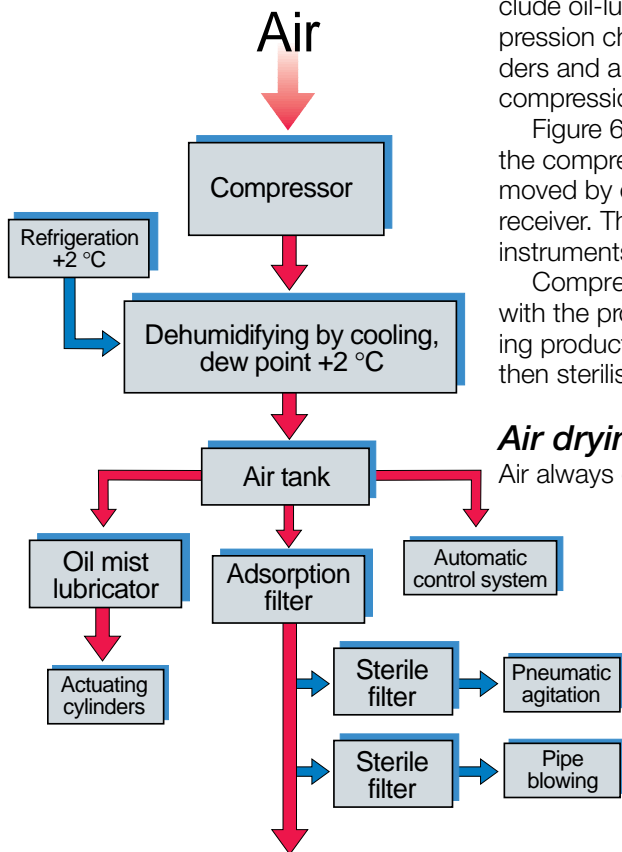 Air
Compressor
Refrigeration
+2 °C
Dehumidifying by cooling,
dew point +2 °C
Air tank
Oil mist
lubricator
Adsorption
filter
Automatic
control system
Actuating
cylinders
Sterile
filter
Pneumatic
agitation
Sterile
filter
Pipe
blowing
clude oil-lu
pression ch
ders and a
compressio
Figure 6
the compre
moved by
receiver. Th
instruments
Compre
with the pro
ing product
then sterilis
Air dryin
Air always